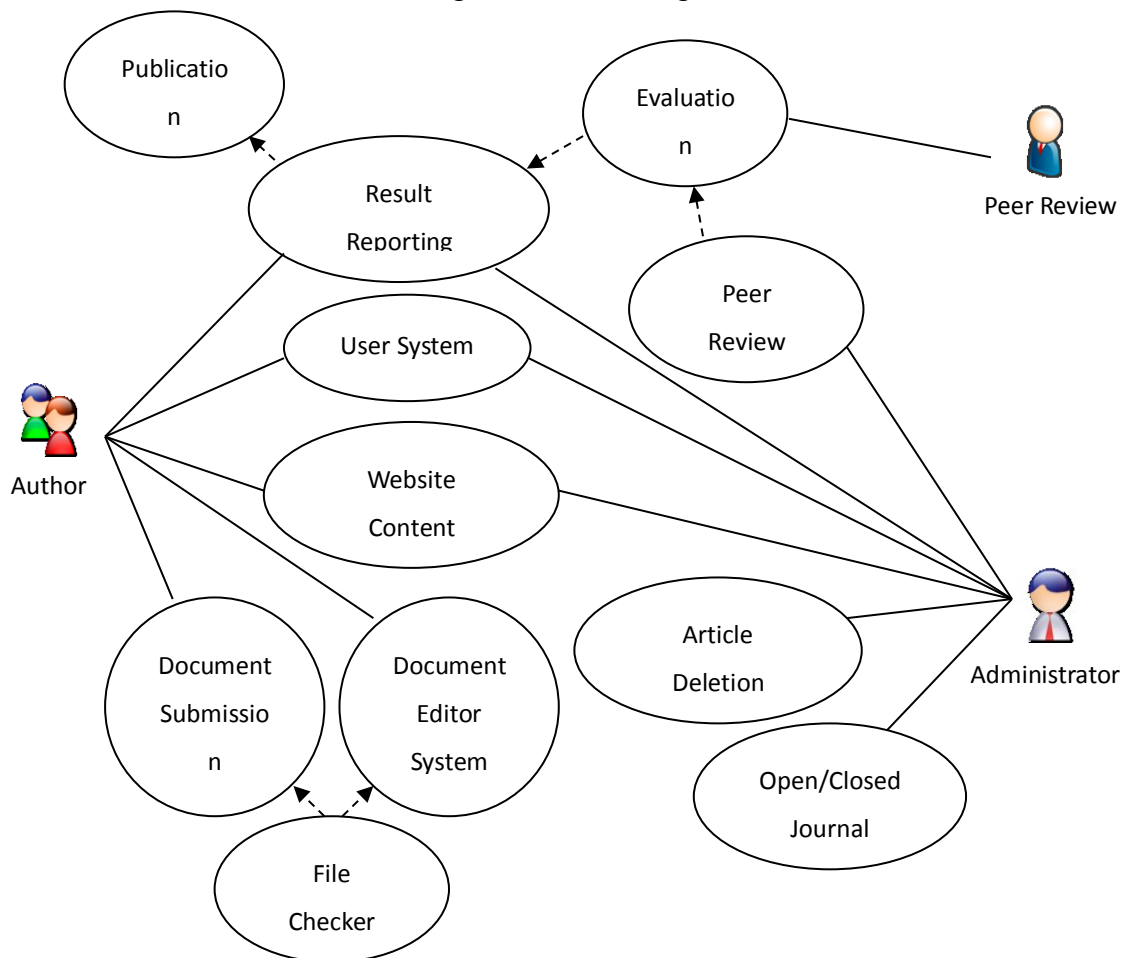 Publicatio
n
Evaluatio
n
Peer Review
Result
Reporting
Peer
Review
User System
Author
Website
Content
Article
Deletion
Administrator
Document
Submissio
n
Document
Editor
System
Open/Closed
Journal
File
Checker